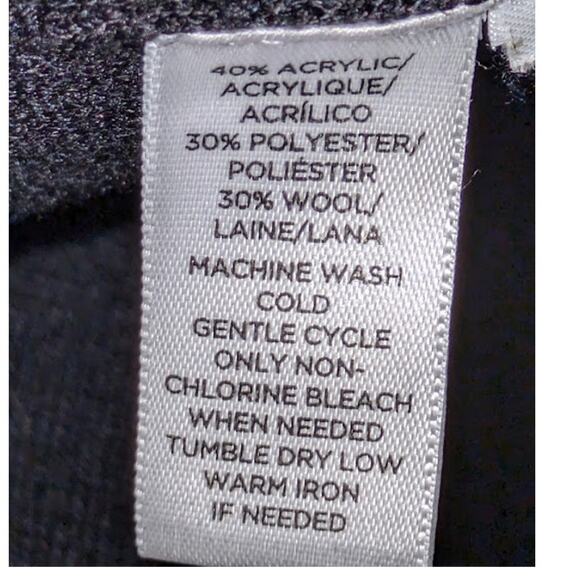 40% ACRYLIC/
ACRYLIQUE/
ACRÍLICO
30% POLYESTER/
POLIÉSTER
30% WOOL/
LAINE/LANA
MACHINE WASH
COLD
GENTLE CYCLE
ONLY NON-
CHLORINE BLEACH
WHEN NEEDED
TUMBLE DRY LOW
WARM IRON
IF NEEDED